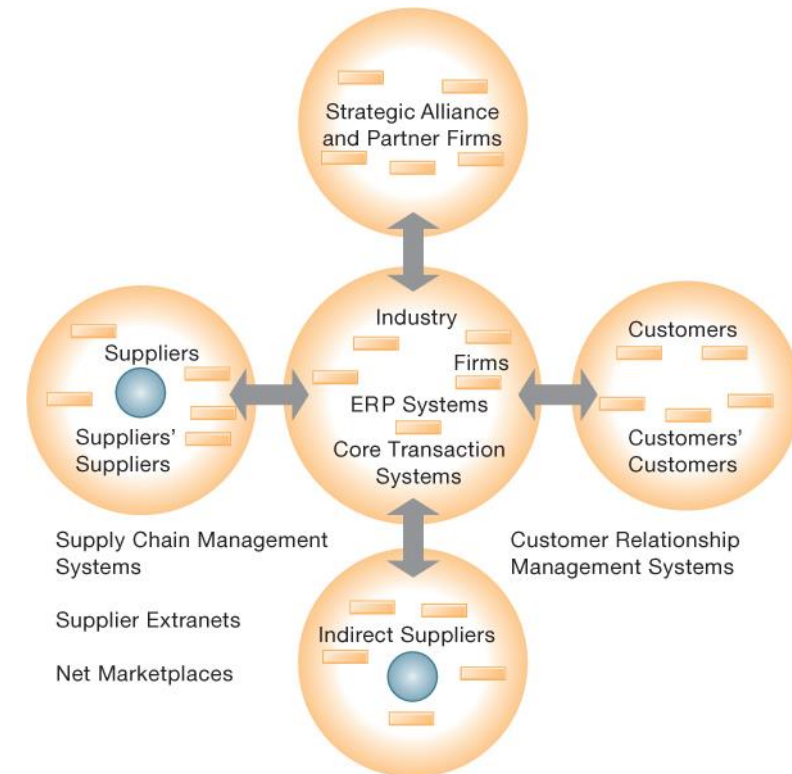 Strategic Alliance
and Partner Firms
Industry
Firms
ERP Systems
Core Transaction
Systems
Suppliers
Suppliers'
Suppliers
Customers
Customers'
Customers
Supply Chain Management
Systems
Supplier Extranets
Net Marketplaces
Customer Relationship
Management Systems
Indirect Suppliers